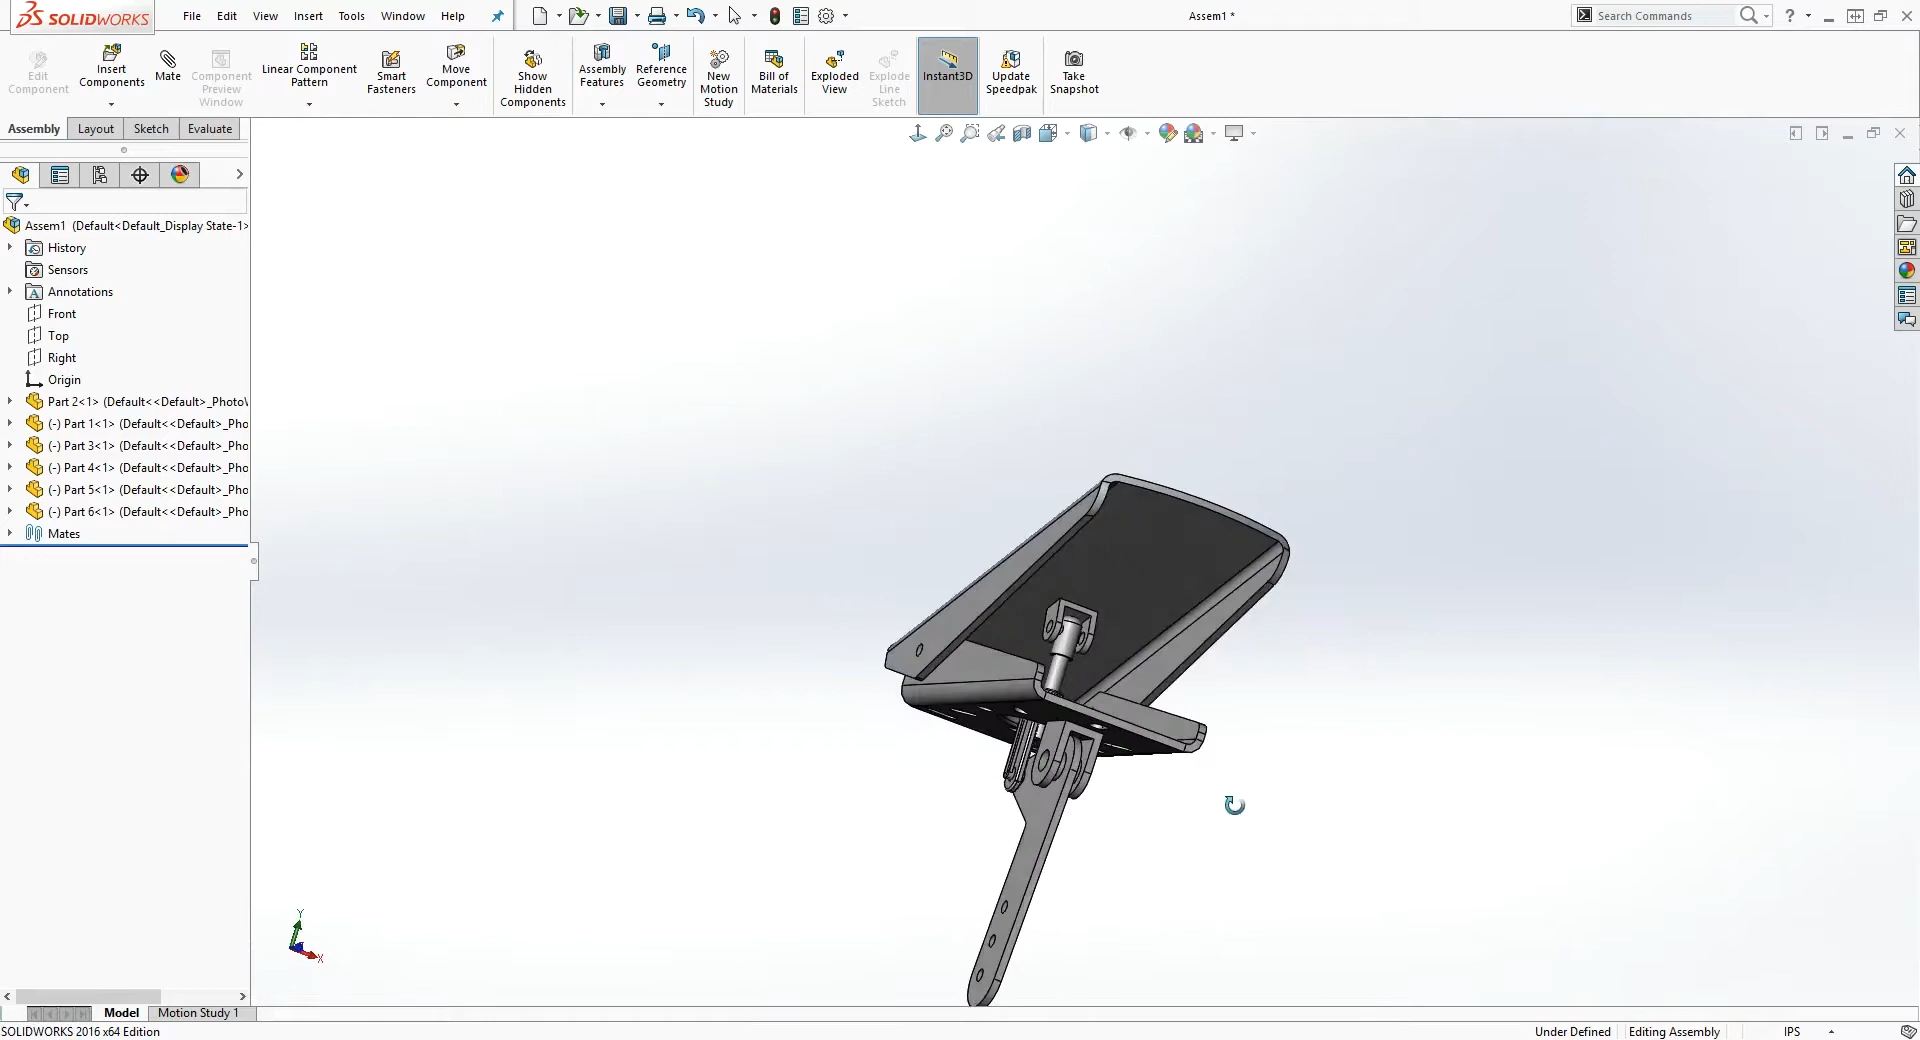 SOLIDWORKS File Edit View Insert Tools Window Help Assem1 * Search Commands ?
Edit Component
Insert Components
Mate
Component Preview Window
Linear Component Pattern
Smart Fasteners
Move Component
Show Hidden Components
Assembly Features
Reference Geometry
New Motion Study
Bill of Materials
Exploded View
Explode Line Sketch
Instant3D
Update Speedpak
Take Snapshot
Assembly Layout Sketch Evaluate
Assem1 (Default<Default_Display State-1>
History
Sensors
A Annotations
Front
Top
Right
Origin
Part 2<1> (Default<<Default>_Photo\
(-) Part 1<1> (Default<<Default>_Pho
(-) Part 3<1> (Default<<Default>_Pho
(-) Part 4<1> (Default<<Default>_Pho
(-) Part 5<1> (Default<<Default>_Pho
(-) Part 6<1> (Default<<Default>_Pho
Mates
Y
X
Model Motion Study 1
SOLIDWORKS 2016 x64 Edition Under Defined Editing Assembly IPS